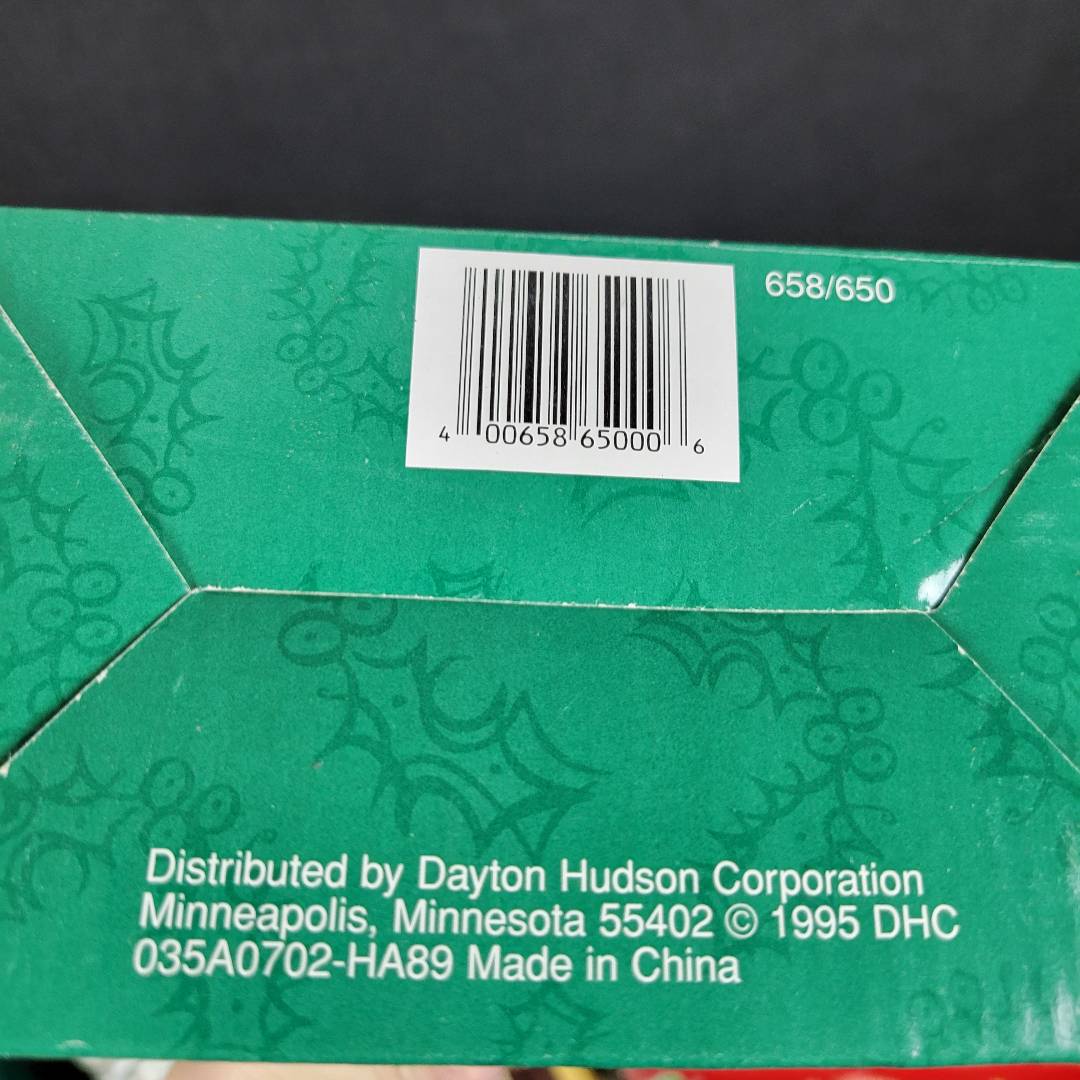 658/650
4 00658 65000 6
Distributed by Dayton Hudson Corporation
Minneapolis, Minnesota 55402 © 1995 DHC
035A0702-HA89 Made in China